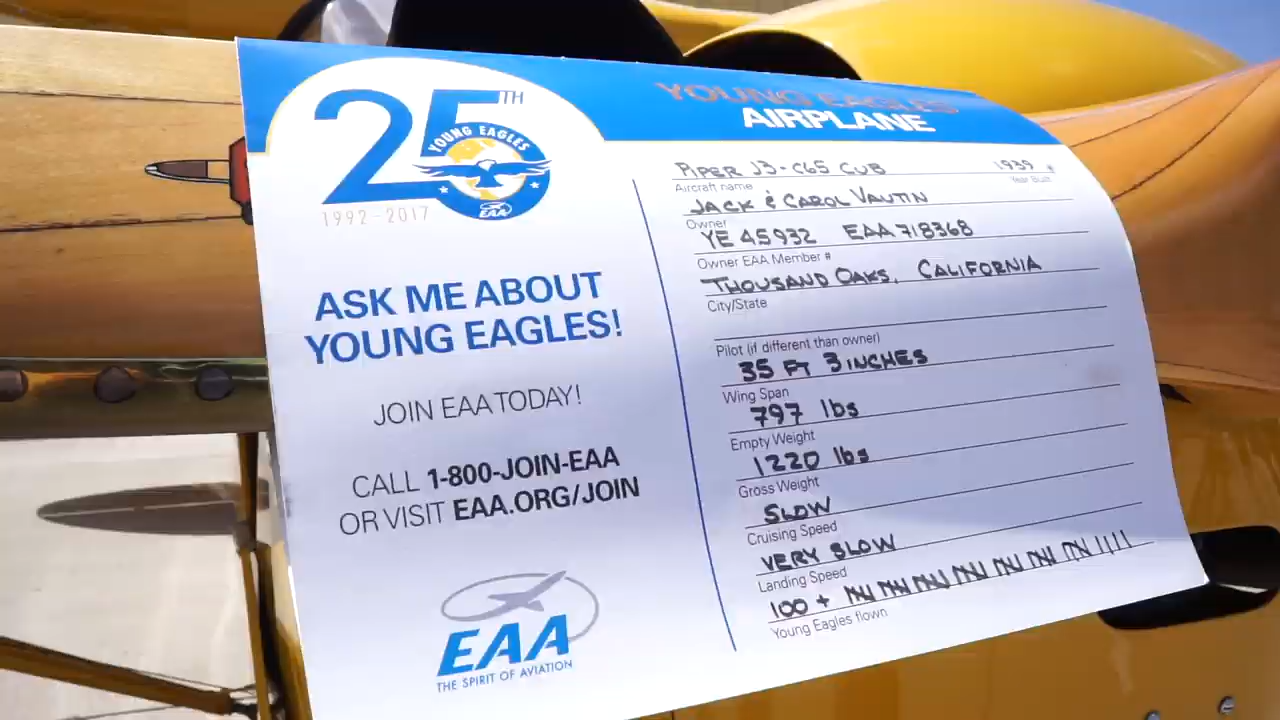 25TH
YOUNG EAGLES
EAA
1992-2017
ASK ME ABOUT
YOUNG EAGLES!
JOIN EAA TODAY!
CALL 1-800-JOIN-EAA
OR VISIT EAA.ORG/JOIN
EAA
THE SPIRIT OF AVIATION
YOUNG EAGLES
AIRPLANE
PIPER J3-C65 CUB 1939
Aircraft name Year Built
JACK & CAROL VAUTIN
Owner
YE 45932 EAA 718368
Owner EAA Member #
THOUSAND OAKS, CALIFORNIA
City/State
Pilot (if different than owner)
35 FT 3 INCHES
Wing Span
797 lbs
Empty Weight
1220 lbs
Gross Weight
SLOW
Cruising Speed
VERY SLOW
Landing Speed
100 +
Young Eagles flown